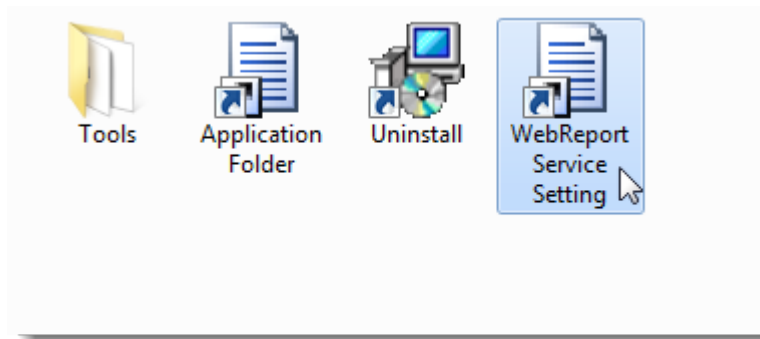 Tools
Application
Folder
Uninstall
WebReport
Service
Setting